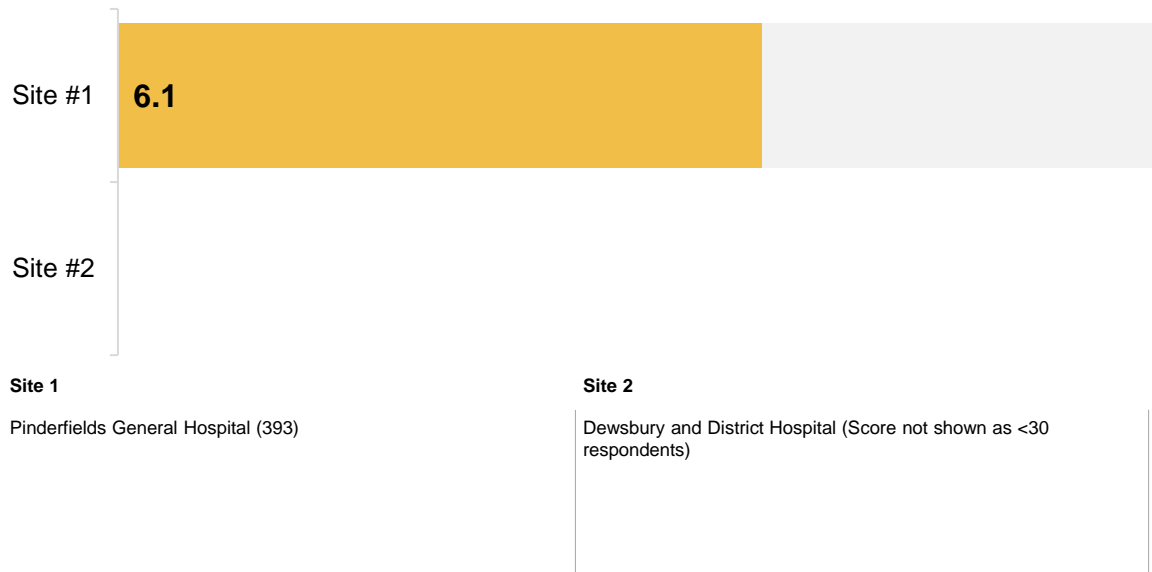 Site #1
6.1
Site #2
Site 1
Site 2
Pinderfields General Hospital (393)
Dewsbury and District Hospital (Score not shown as <30
respondents)